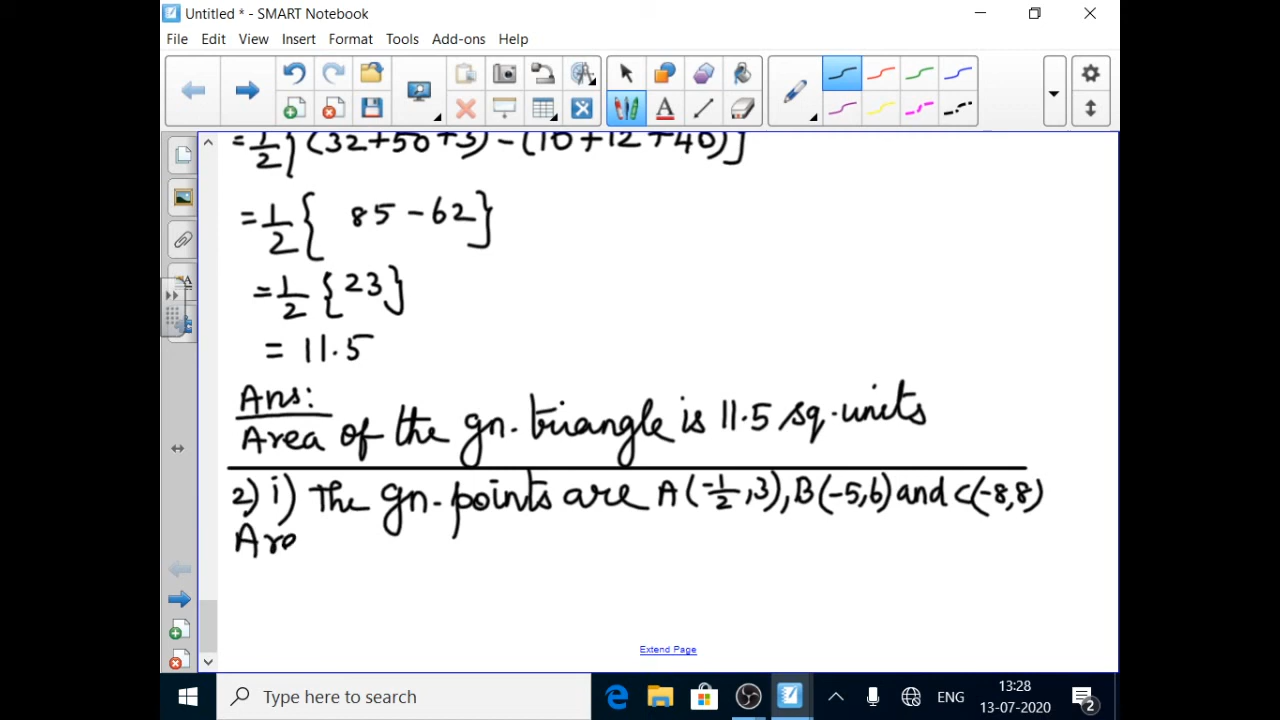 Untitled * - SMART Notebook
File Edit View Insert Format Tools Add-ons Help
= 1/2 { (32+50+3) - (10+12+40) }
= 1/2 { 85 - 62 }
= 1/2 { 23 }
= 11.5
Ans:
Area of the gn. triangle is 11.5 sq. units
2) i) The gn. points are A(-1/2, 3), B(-5,6) and C(-8,8)
Are
Extend Page
Type here to search
ENG
13:28
13-07-2020
2